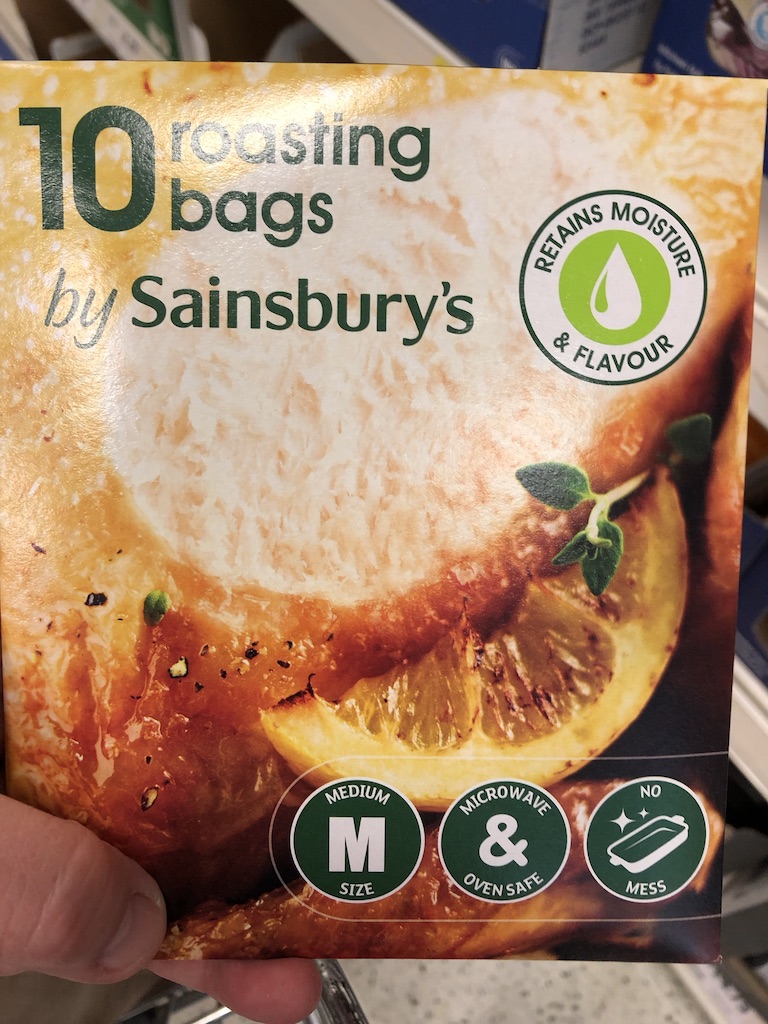 10 roasting
bags
by Sainsbury's
RETAINS MOISTURE
& FLAVOUR
MEDIUM
M
SIZE
MICROWAVE
&
OVEN SAFE
NO
MESS